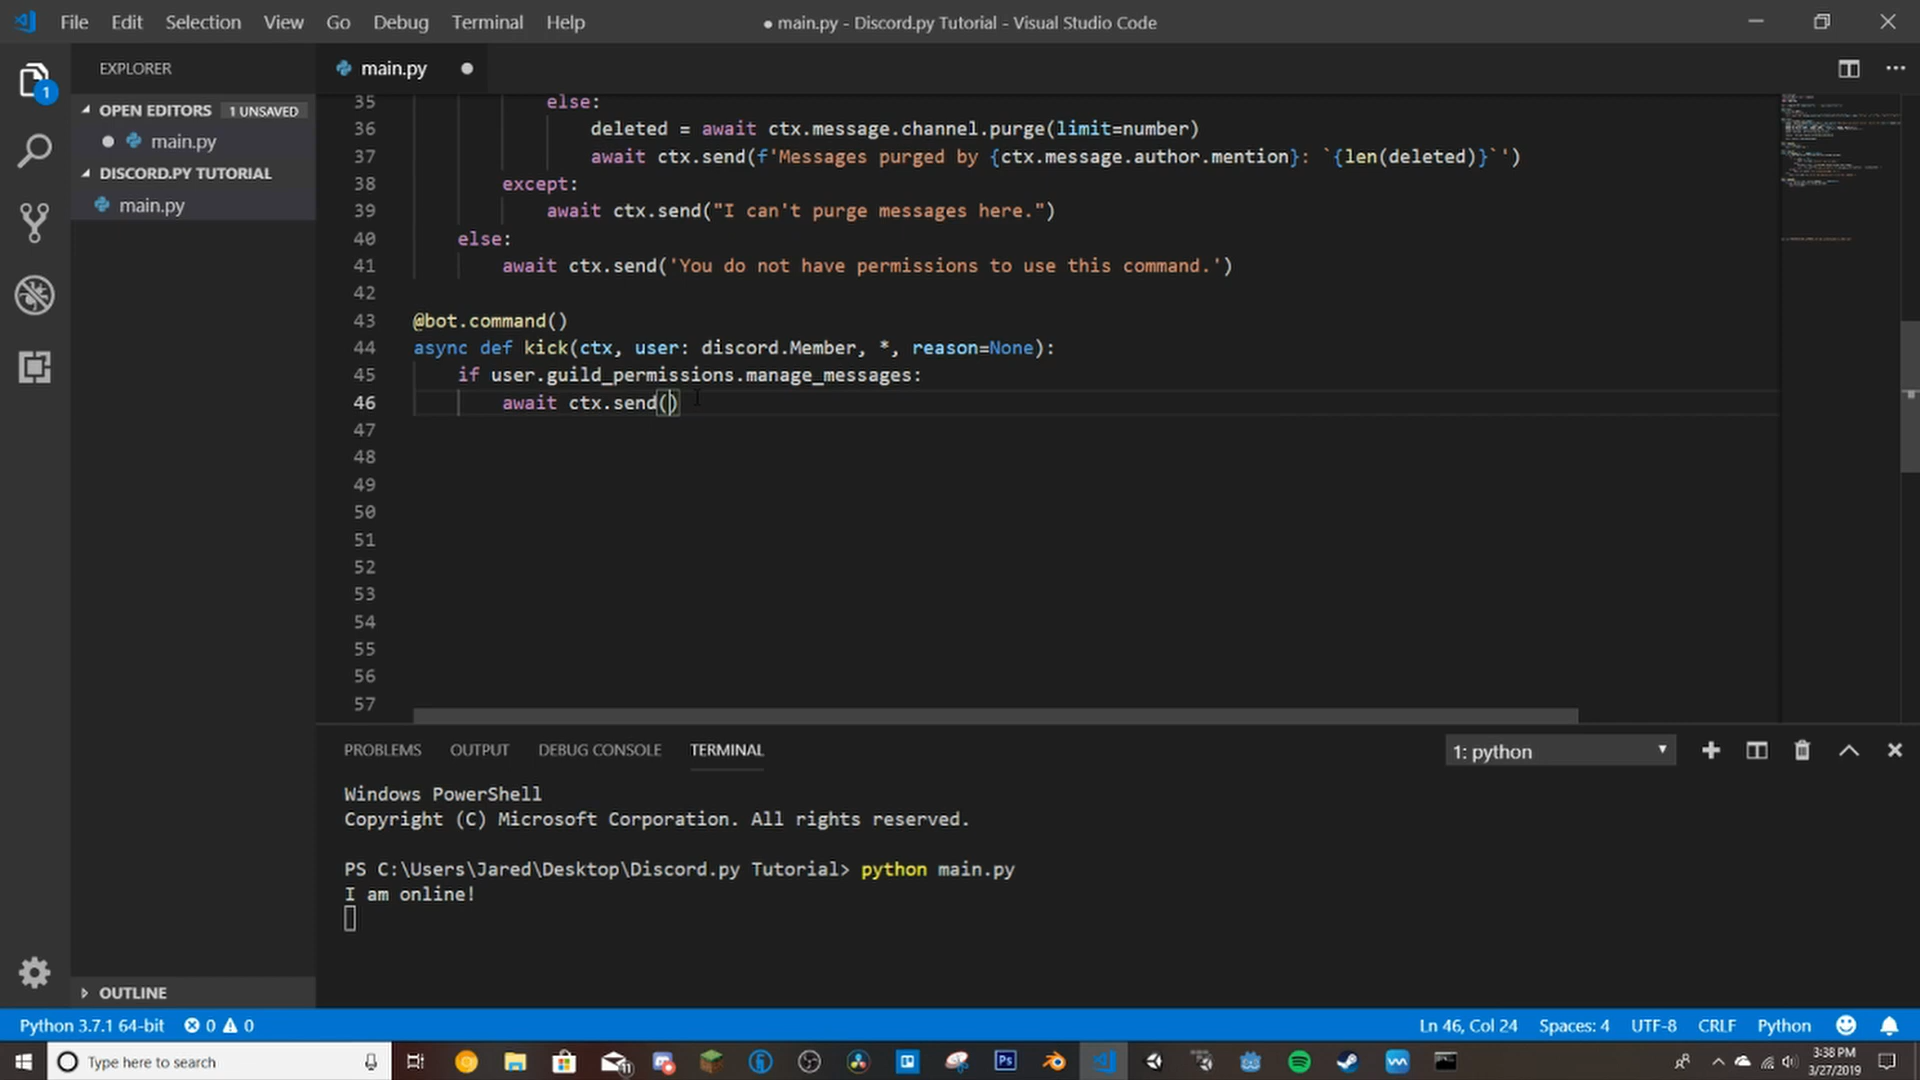 File Edit Selection View Go Debug Terminal Help
● main.py - Discord.py Tutorial - Visual Studio Code
EXPLORER
main.py
1
OPEN EDITORS 1 UNSAVED
main.py
DISCORD.PY TUTORIAL
main.py
35 else:
36 deleted = await ctx.message.channel.purge(limit=number)
37 await ctx.send(f'Messages purged by {ctx.message.author.mention}: `{len(deleted)}`')
38 except:
39 await ctx.send("I can't purge messages here.")
40 else:
41 await ctx.send('You do not have permissions to use this command.')
42
43 @bot.command()
44 async def kick(ctx, user: discord.Member, *, reason=None):
45 if user.guild_permissions.manage_messages:
46 await ctx.send()
47
48
49
50
51
52
53
54
55
56
57
PROBLEMS OUTPUT DEBUG CONSOLE TERMINAL 1: python
Windows PowerShell
Copyright (C) Microsoft Corporation. All rights reserved.
PS C:\Users\Jared\Desktop\Discord.py Tutorial> python main.py
I am online!
OUTLINE
Python 3.7.1 64-bit 0 0 Ln 46, Col 24 Spaces: 4 UTF-8 CRLF Python
Type here to search
11
Ps
3:38 PM
3/27/2019